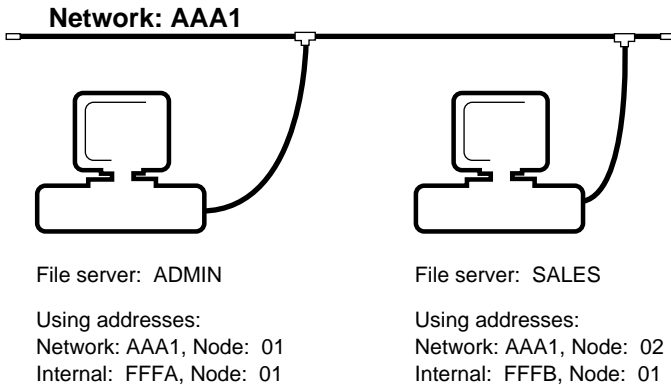 Network: AAA1
File server: ADMIN
Using addresses:
Network: AAA1, Node: 01
Internal: FFFA, Node: 01
File server: SALES
Using addresses:
Network: AAA1, Node: 02
Internal: FFFB, Node: 01